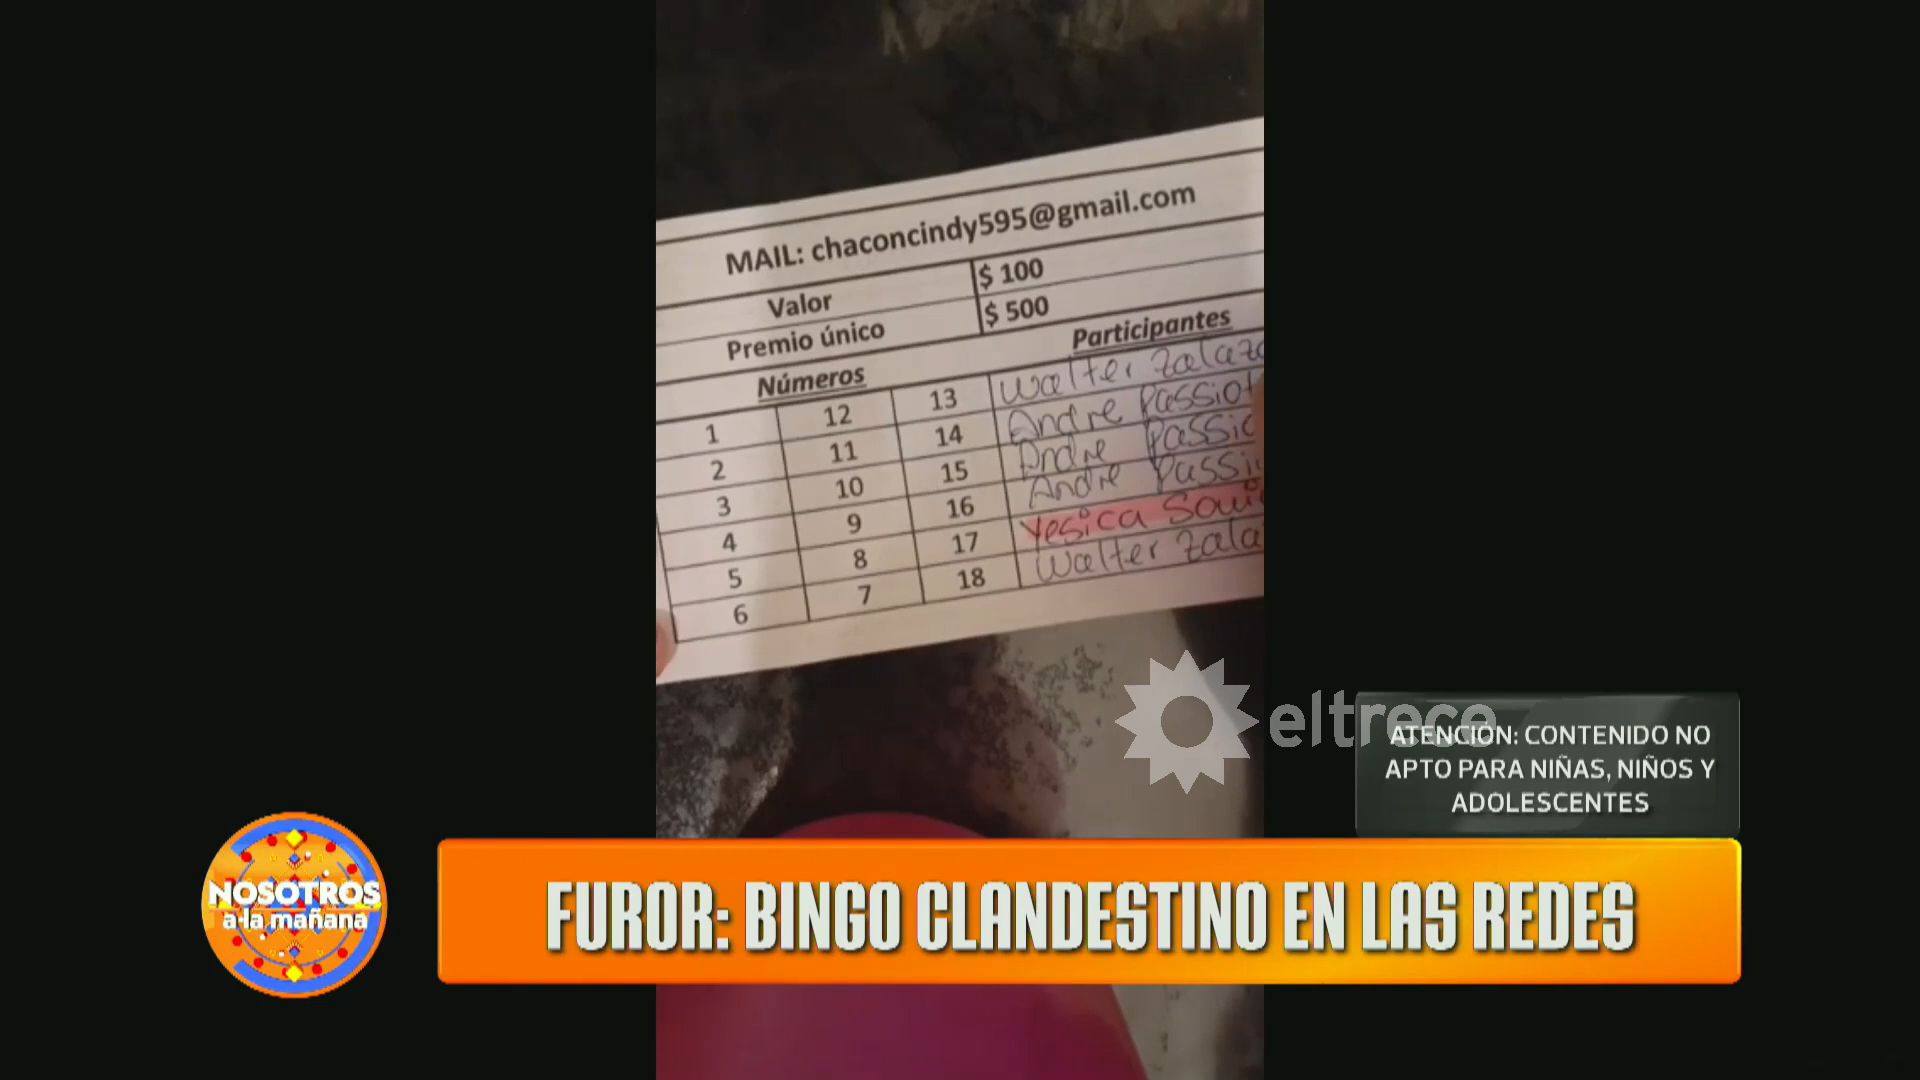 MAIL: chaconcindy595@gmail.com
Valor $ 100
Premio único $ 500
Números Participantes
1 12 13 Walter
2 11 14 Andre
3 10 15 Andre
4 9 16 Andre
5 8 17 Yesica
6 7 18 Walter
eltrece
ATENCIÓN: CONTENIDO NO
APTO PARA NIÑAS, NIÑOS Y
ADOLESCENTES
NOSOTROS
a la mañana
FUROR: BINGO CLANDESTINO EN LAS REDES